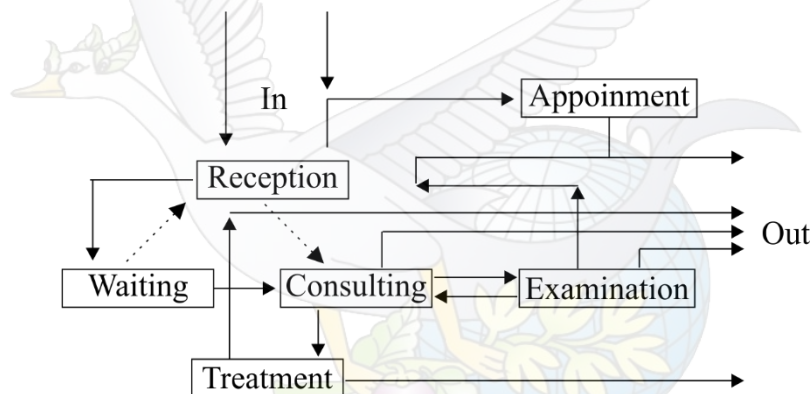 In
Appoinment
Reception
Out
Waiting
Consulting
Examination
Treatment